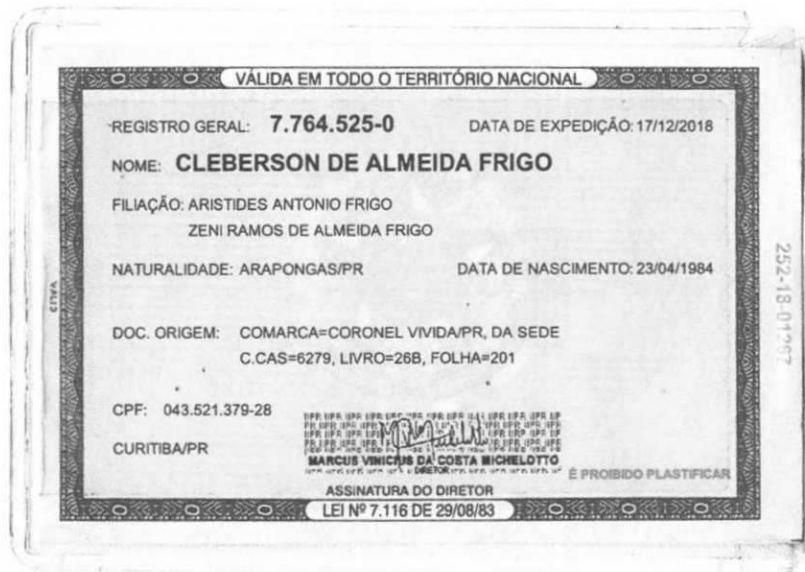 VÁLIDA EM TODO O TERRITÓRIO NACIONAL
REGISTRO GERAL: 7.764.525-0 DATA DE EXPEDIÇÃO: 17/12/2018
NOME: CLEBERSON DE ALMEIDA FRIGO
FILIAÇÃO: ARISTIDES ANTONIO FRIGO
ZENI RAMOS DE ALMEIDA FRIGO
NATURALIDADE: ARAPONGAS/PR DATA DE NASCIMENTO: 23/04/1984
DOC. ORIGEM: COMARCA=CORONEL VIVIDA/PR, DA SEDE
C.CAS=6279, LIVRO=26B, FOLHA=201
CPF: 043.521.379-28
CURITIBA/PR
MARCUS VINICIUS DA COSTA MICHELOTTO
DIRETOR
É PROIBIDO PLASTIFICAR
ASSINATURA DO DIRETOR
LEI Nº 7.116 DE 29/08/83
252-18-01287